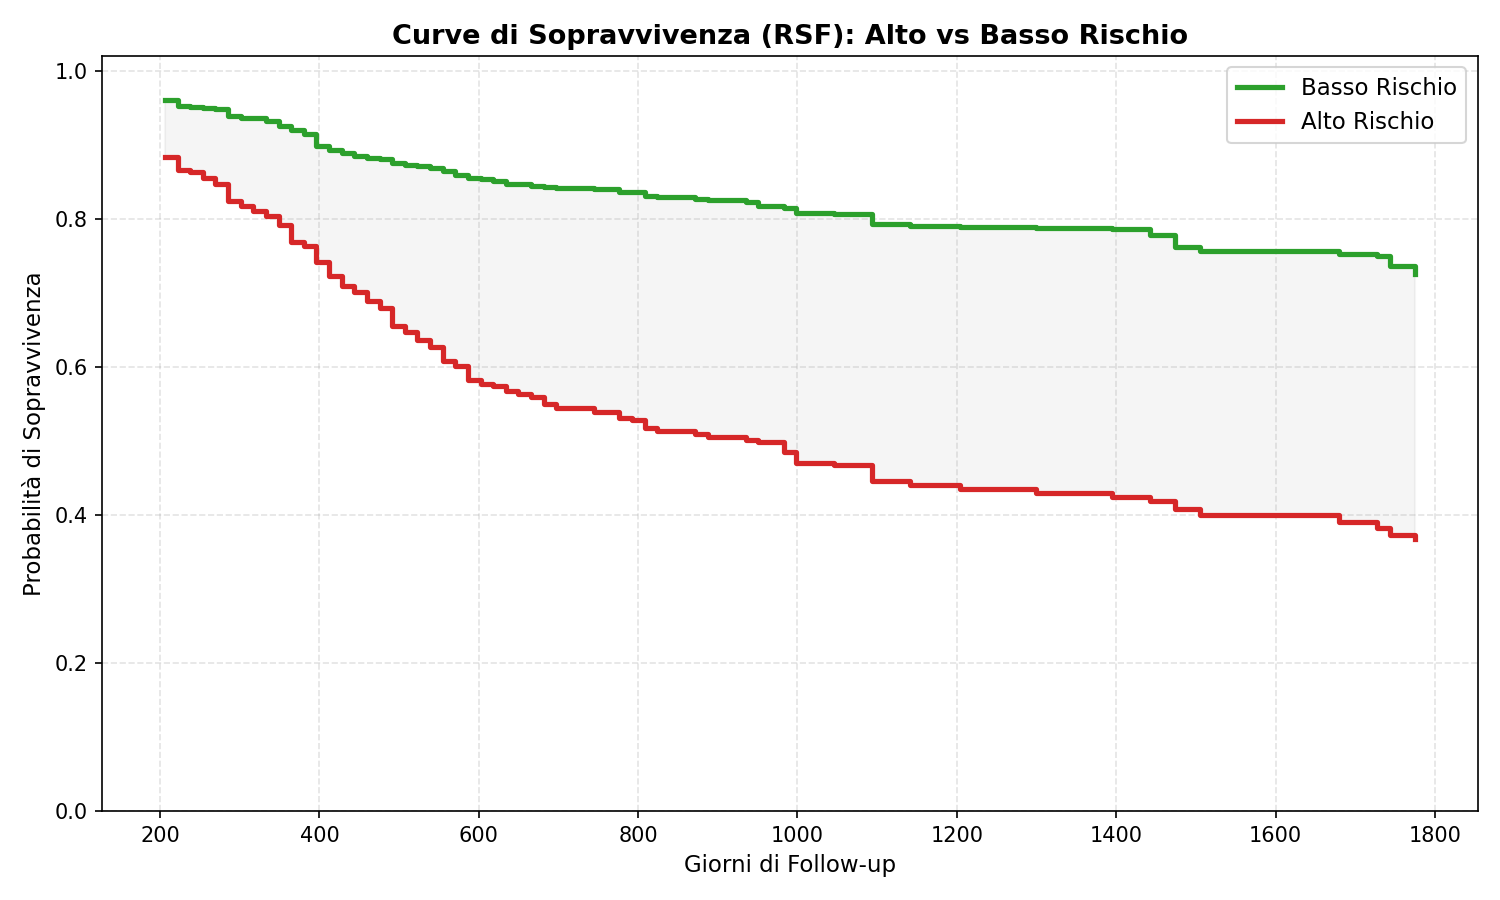 Curve di Sopravvivenza (RSF): Alto vs Basso Rischio
Basso Rischio
Alto Rischio
Probabilità di Sopravvivenza
1.0
0.8
0.6
0.4
0.2
0.0
200 400 600 800 1000 1200 1400 1600 1800
Giorni di Follow-up